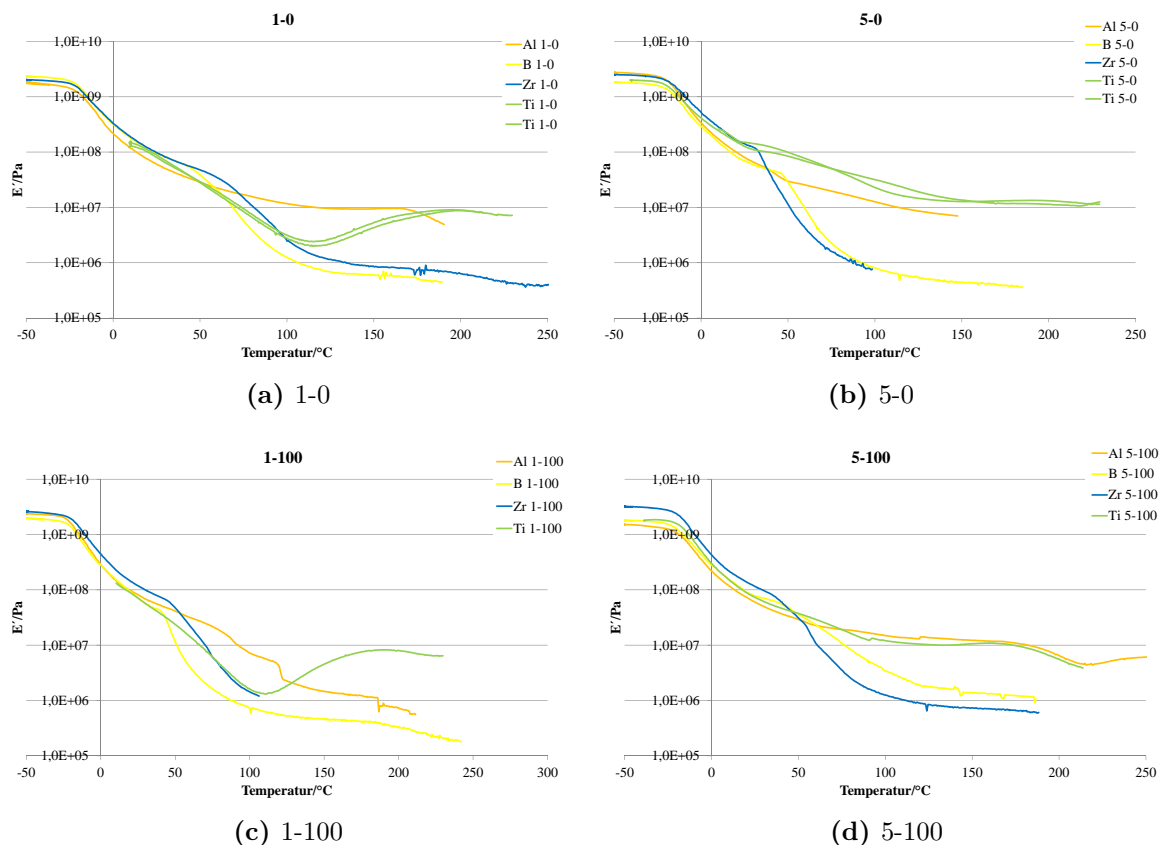 1-0
1,0E+10
1,0E+09
1,0E+08
1,0E+07
1,0E+06
1,0E+05
E´/Pa
-50 0 50 100 150 200 250
Temperatur/°C
Al 1-0
B 1-0
Zr 1-0
Ti 1-0
Ti 1-0
(a) 1-0
5-0
1,0E+10
1,0E+09
1,0E+08
1,0E+07
1,0E+06
1,0E+05
E´/Pa
-50 0 50 100 150 200 250
Temperatur/°C
Al 5-0
B 5-0
Zr 5-0
Ti 5-0
Ti 5-0
(b) 5-0
1-100
1,0E+10
1,0E+09
1,0E+08
1,0E+07
1,0E+06
1,0E+05
E´/Pa
-50 0 50 100 150 200 250 300
Temperatur/°C
Al 1-100
B 1-100
Zr 1-100
Ti 1-100
(c) 1-100
5-100
1,0E+10
1,0E+09
1,0E+08
1,0E+07
1,0E+06
1,0E+05
E´/Pa
-50 0 50 100 150 200 250
Temperatur/°C
Al 5-100
B 5-100
Zr 5-100
Ti 5-100
(d) 5-100